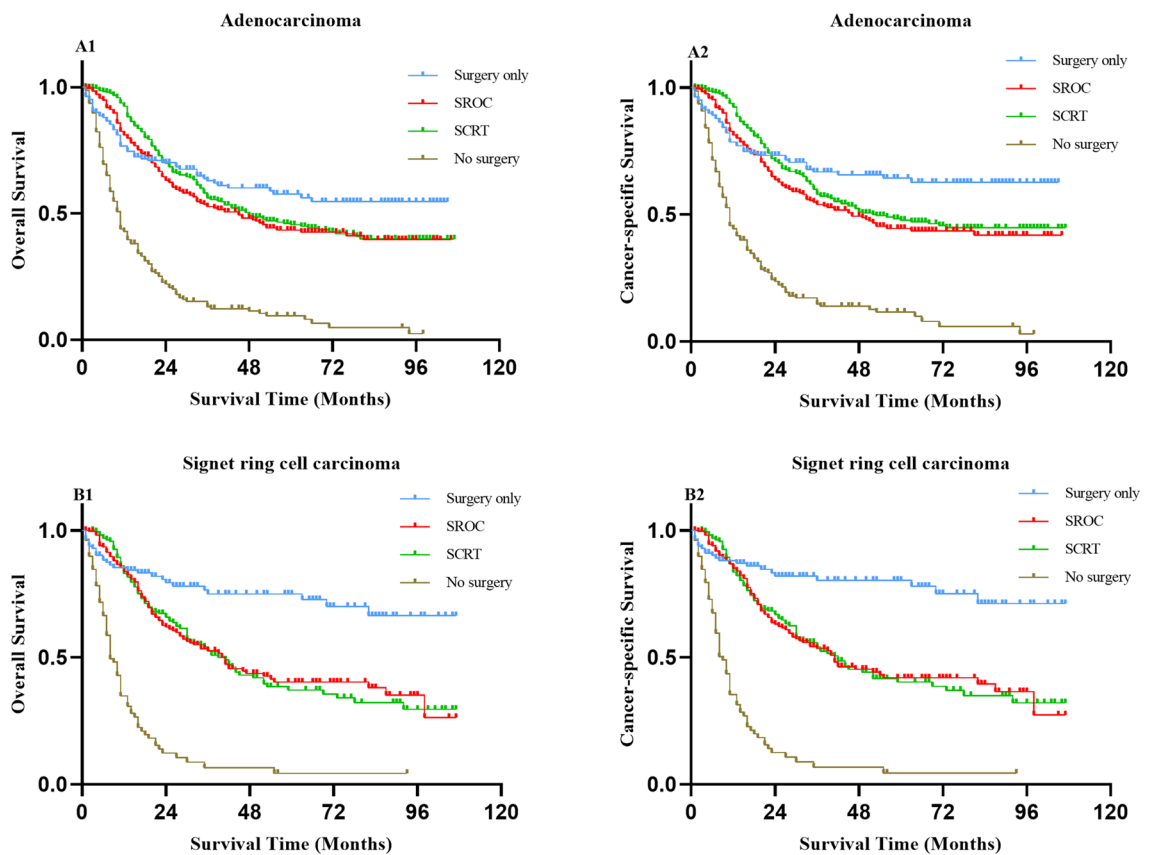 Adenocarcinoma
A1
Overall Survival
1.0
0.5
0.0
0 24 48 72 96 120
Survival Time (Months)
Surgery only
SROC
SCRT
No surgery
Adenocarcinoma
A2
Cancer-specific Survival
1.0
0.5
0.0
0 24 48 72 96 120
Survival Time (Months)
Surgery only
SROC
SCRT
No surgery
Signet ring cell carcinoma
B1
Overall Survival
1.0
0.5
0.0
0 24 48 72 96 120
Survival Time (Months)
Surgery only
SROC
SCRT
No surgery
Signet ring cell carcinoma
B2
Cancer-specific Survival
1.0
0.5
0.0
0 24 48 72 96 120
Survival Time (Months)
Surgery only
SROC
SCRT
No surgery